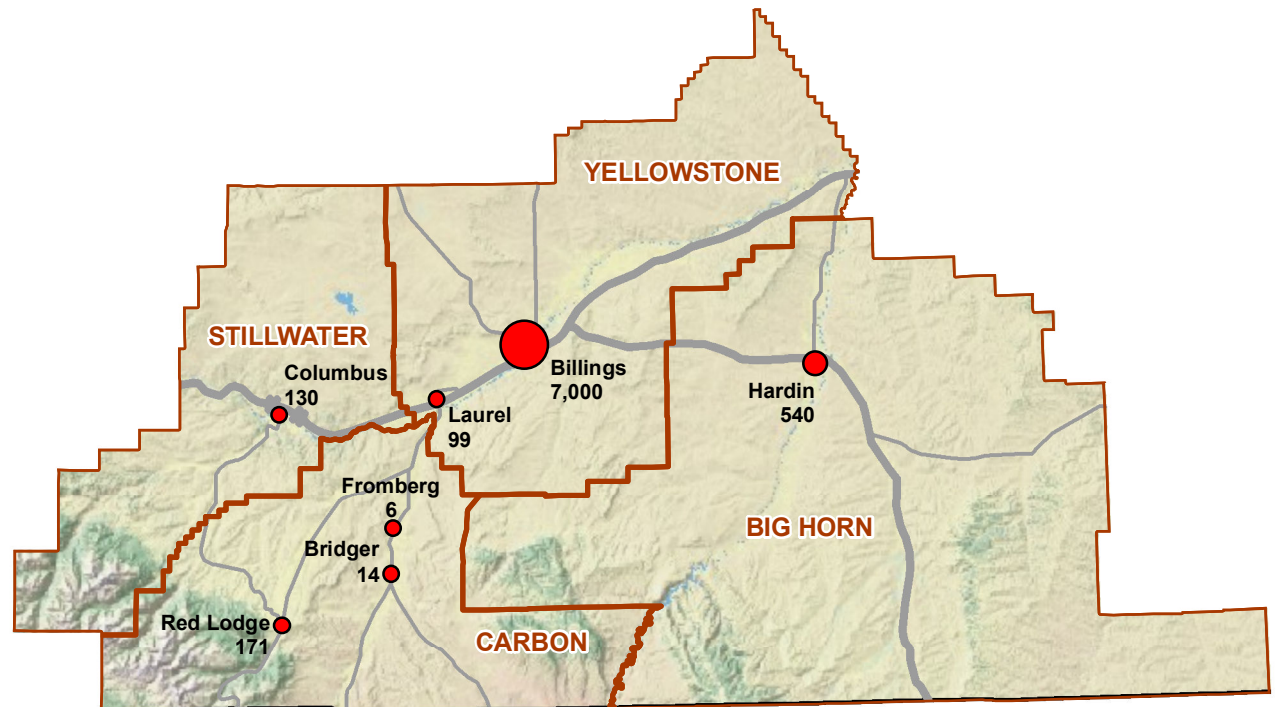 YELLOWSTONE
STILLWATER
Columbus
130
Billings
7,000
Hardin
540
Laurel
99
Fromberg
6
BIG HORN
Bridger
14
Red Lodge
171
CARBON